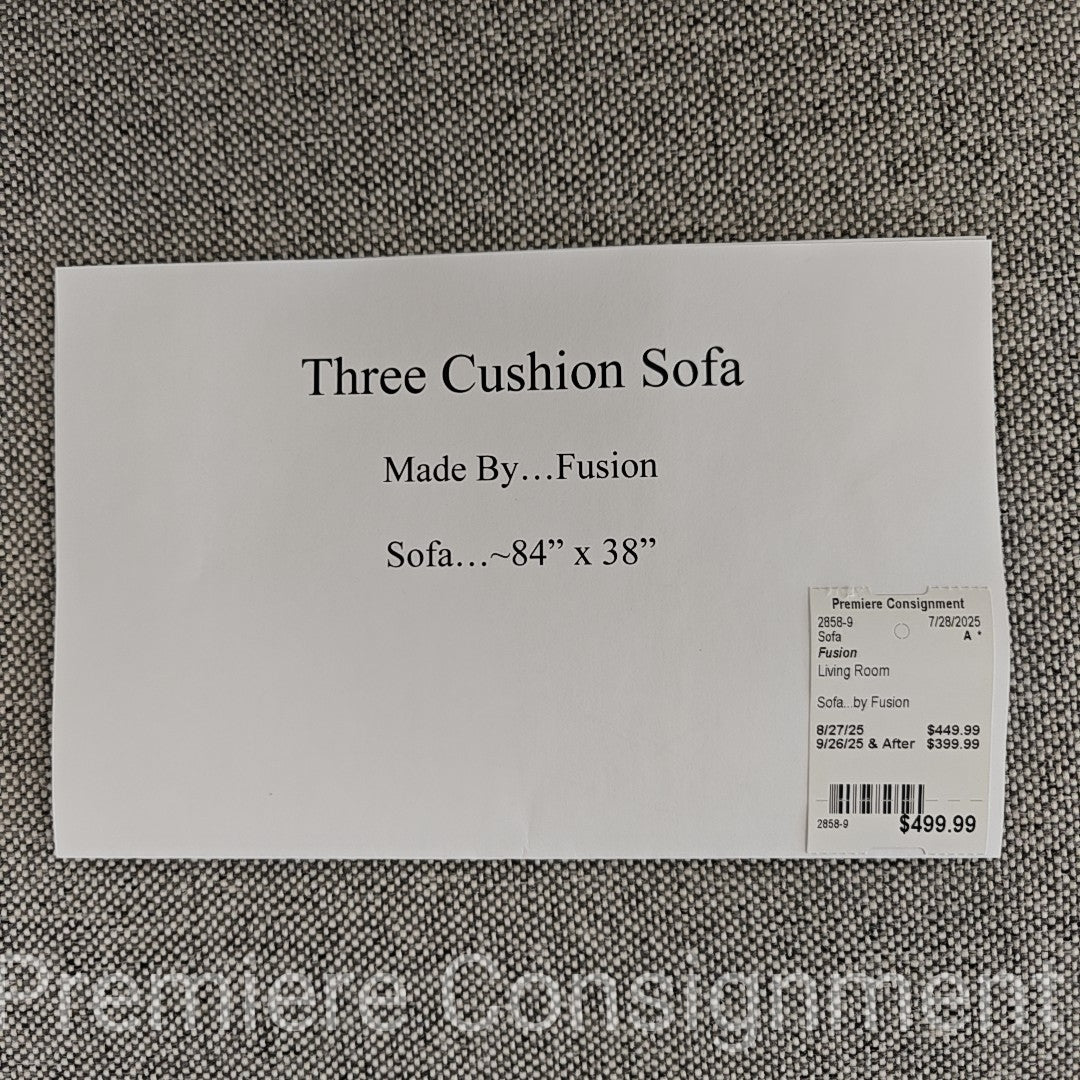 Three Cushion Sofa
Made By…Fusion
Sofa…~84” x 38”
Premiere Consignment
2858-9 7/28/2025
Sofa A *
Fusion
Living Room
Sofa...by Fusion
8/27/25 $449.99
9/26/25 & After $399.99
2858-9 $499.99
Premiere Consignment